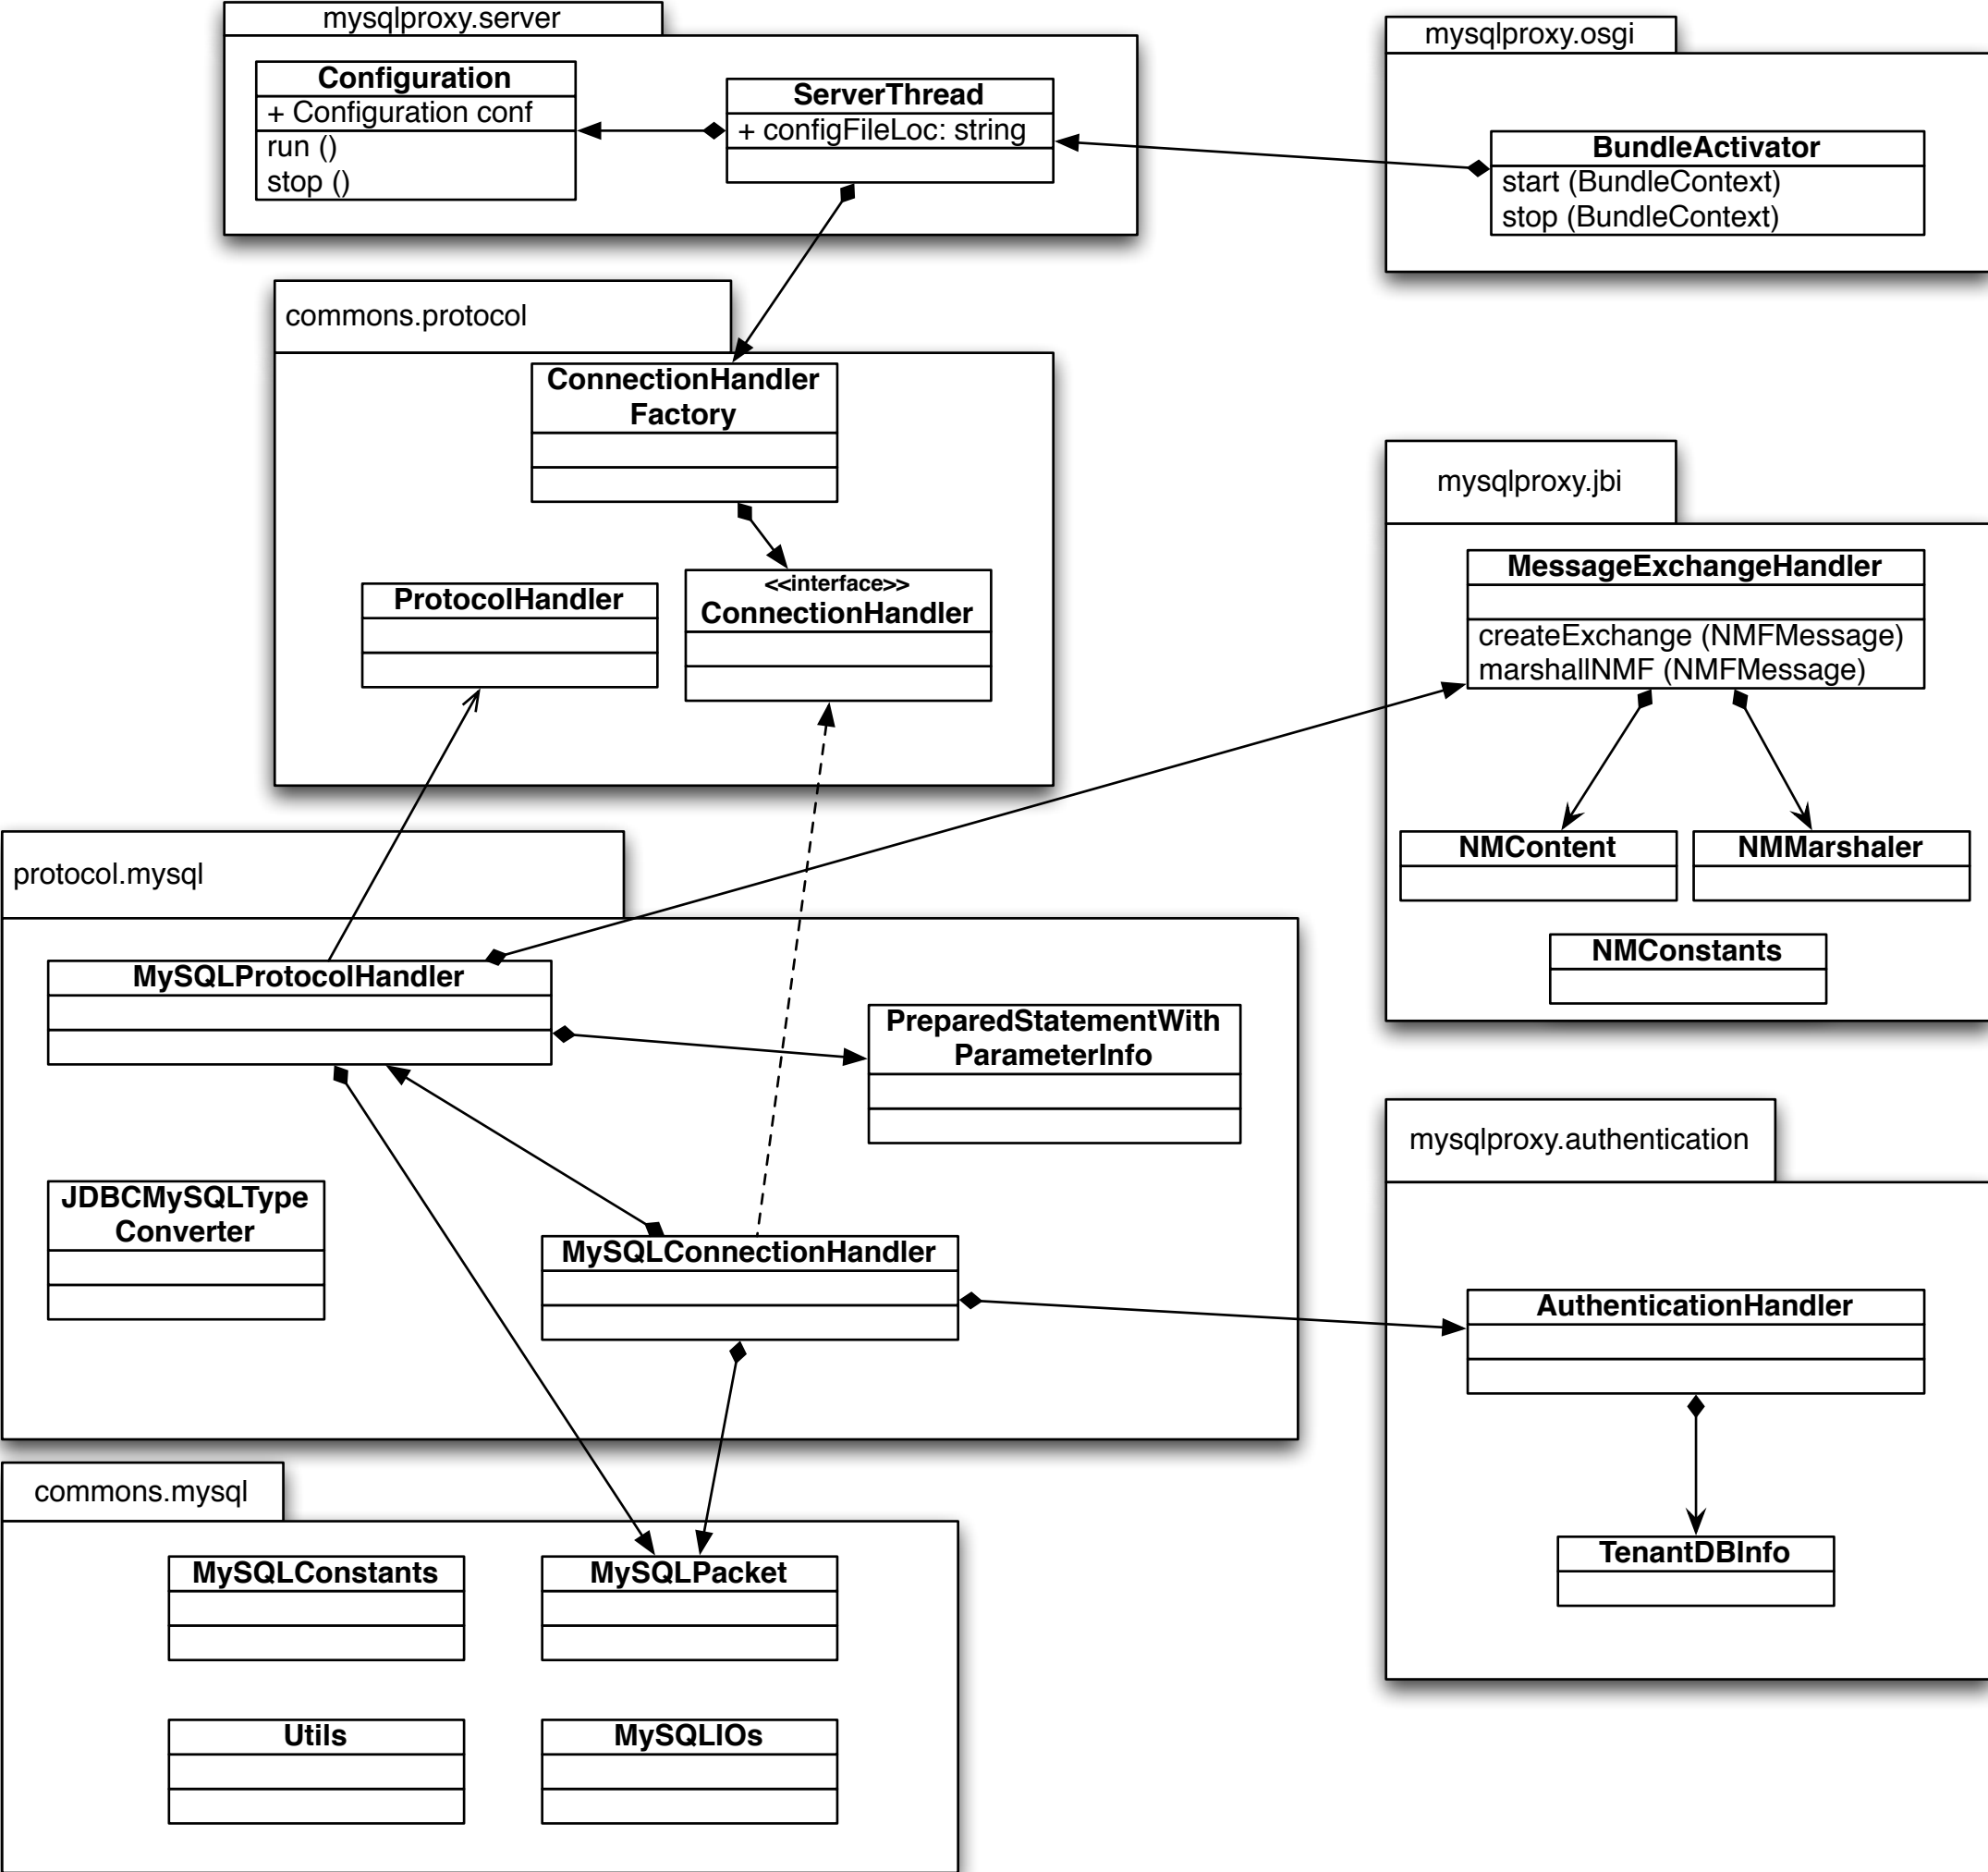 mysqlproxy.server
Configuration
+ Configuration conf
run ()
stop ()
ServerThread
+ configFileLoc: string
mysqlproxy.osgi
BundleActivator
start (BundleContext)
stop (BundleContext)
commons.protocol
ConnectionHandler
Factory
ProtocolHandler
<<interface>>
ConnectionHandler
mysqlproxy.jbi
MessageExchangeHandler
createExchange (NMFMessage)
marshallNMF (NMFMessage)
NMContent
NMMarshaler
NMConstants
protocol.mysql
MySQLProtocolHandler
PreparedStatementWith
ParameterInfo
JDBCMySQLType
Converter
MySQLConnectionHandler
mysqlproxy.authentication
AuthenticationHandler
TenantDBInfo
commons.mysql
MySQLConstants
MySQLPacket
Utils
MySQLIOs